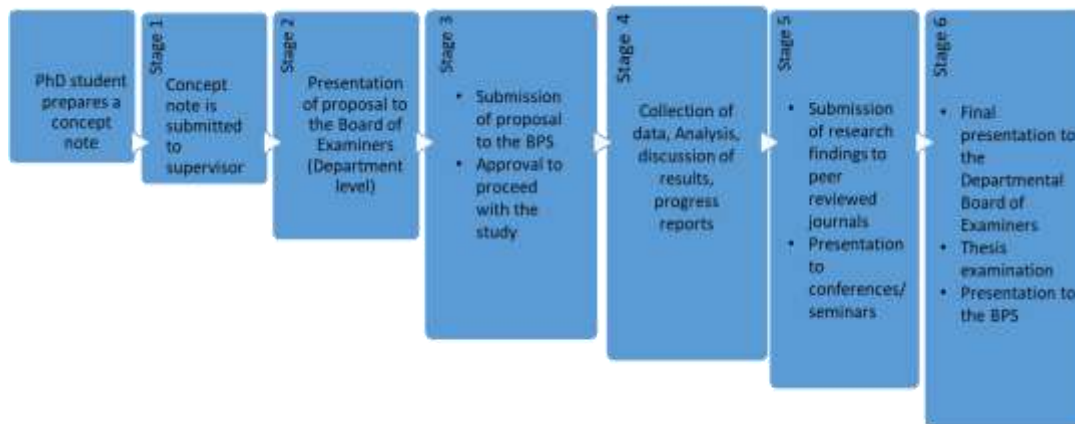 PhD student
prepares a
concept
note
Stage 1
Concept
note is
submitted
to
supervisor
Stage 2
Presentation
of proposal to
the Board of
Examiners
(Department
level)
Stage 3
• Submission
of proposal
to the BPS
• Approval to
proceed
with the
study
Stage 4
Collection of
data, Analysis,
discussion of
results,
progress
reports
Stage 5
• Submission
of research
findings to
peer
reviewed
journals
• Presentation
to
conferences/
seminars
Stage 6
• Final
presentation to
the
Departmental
Board of
Examiners
• Thesis
examination
• Presentation to
the BPS